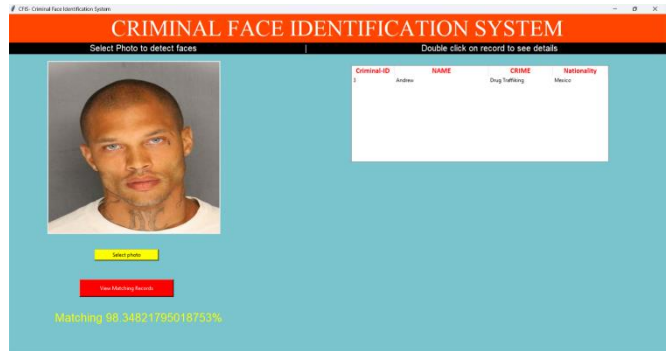 CFIS- Criminal Face Identification System
CRIMINAL FACE IDENTIFICATION SYSTEM
Select Photo to detect faces | Double click on record to see details
Criminal-ID NAME CRIME Nationality
3 Andrew Drug Traffiking Mexico
Select photo
View Matching Records
Matching 98.34821795018753%